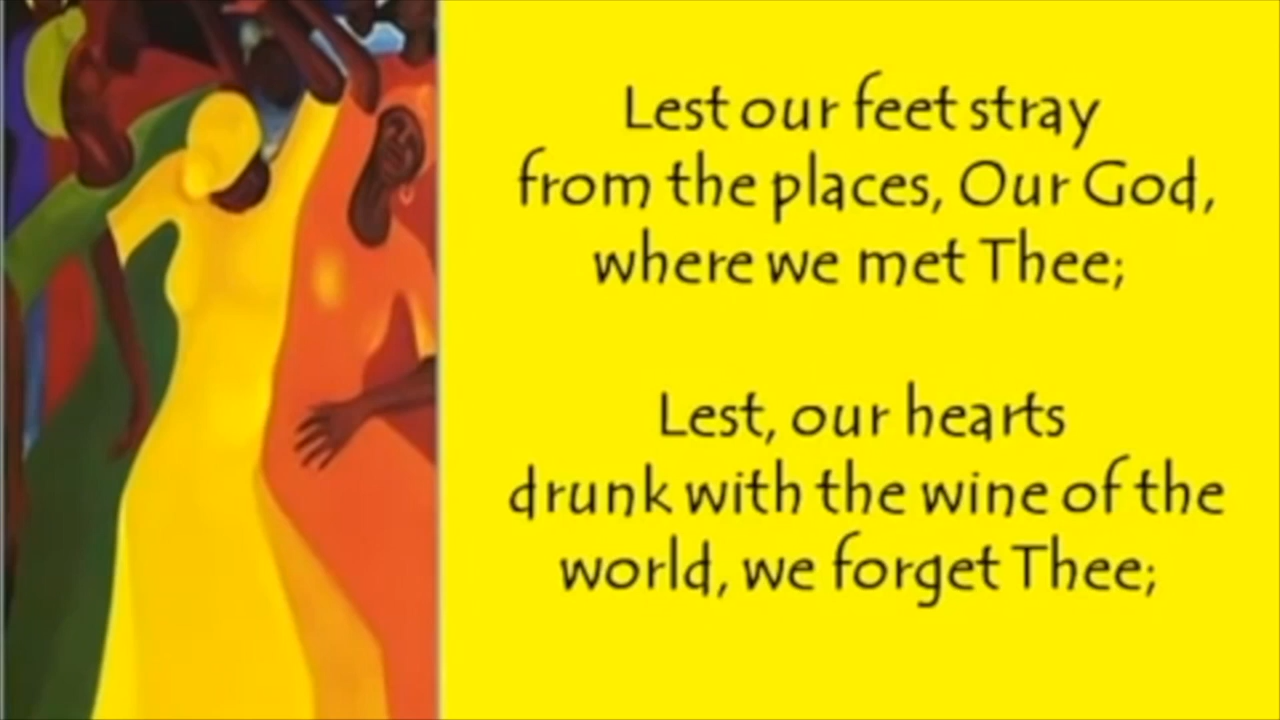 Lest our feet stray
from the places, Our God,
where we met Thee;
Lest, our hearts
drunk with the wine of the
world, we forget Thee;